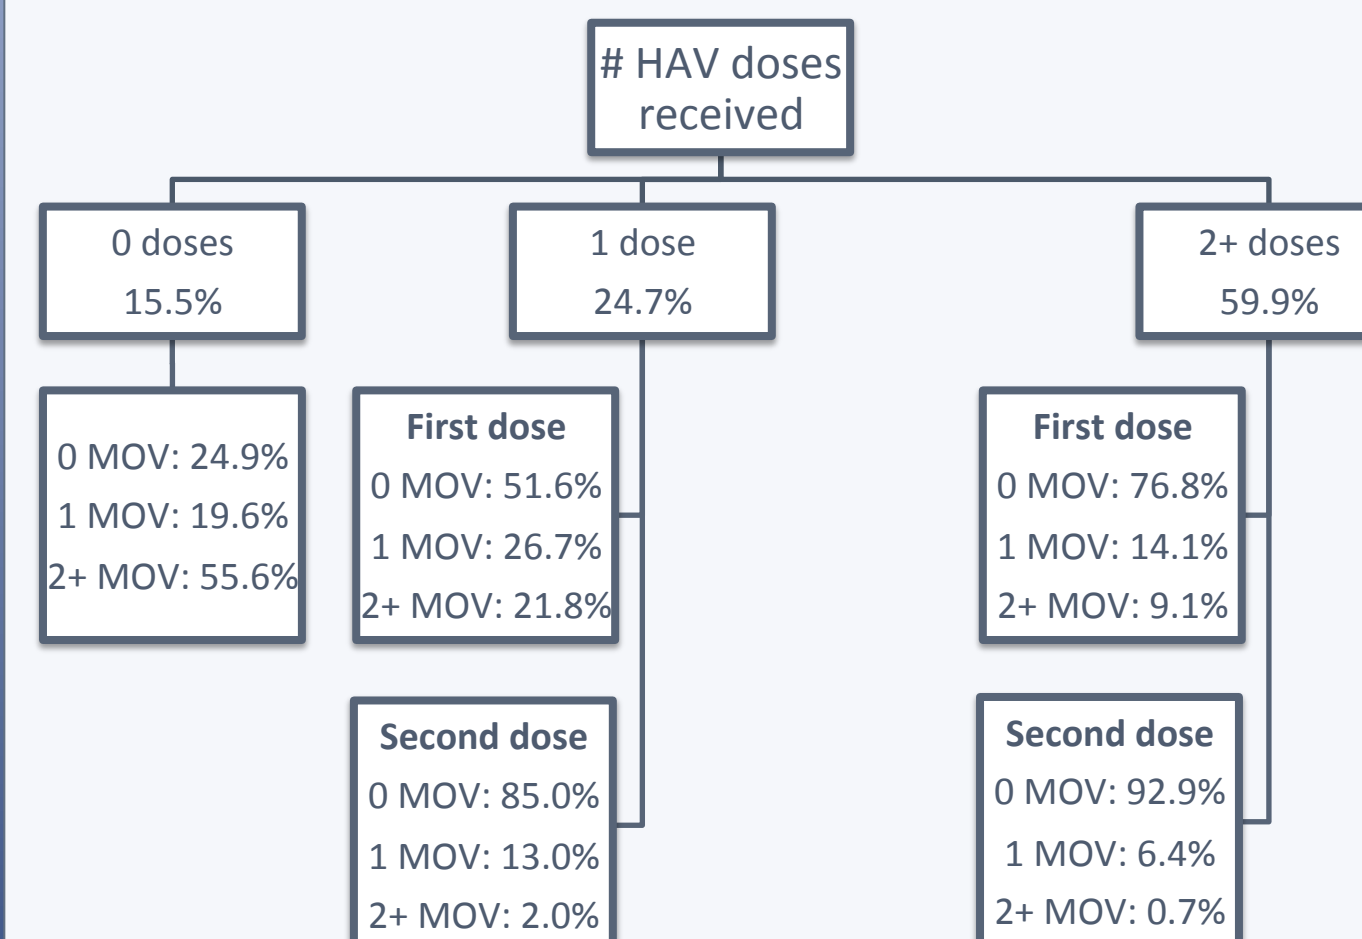 # HAV doses
received
0 doses
15.5%
1 dose
24.7%
2+ doses
59.9%
0 MOV: 24.9%
1 MOV: 19.6%
2+ MOV: 55.6%
First dose
0 MOV: 51.6%
1 MOV: 26.7%
2+ MOV: 21.8%
First dose
0 MOV: 76.8%
1 MOV: 14.1%
2+ MOV: 9.1%
Second dose
0 MOV: 85.0%
1 MOV: 13.0%
2+ MOV: 2.0%
Second dose
0 MOV: 92.9%
1 MOV: 6.4%
2+ MOV: 0.7%